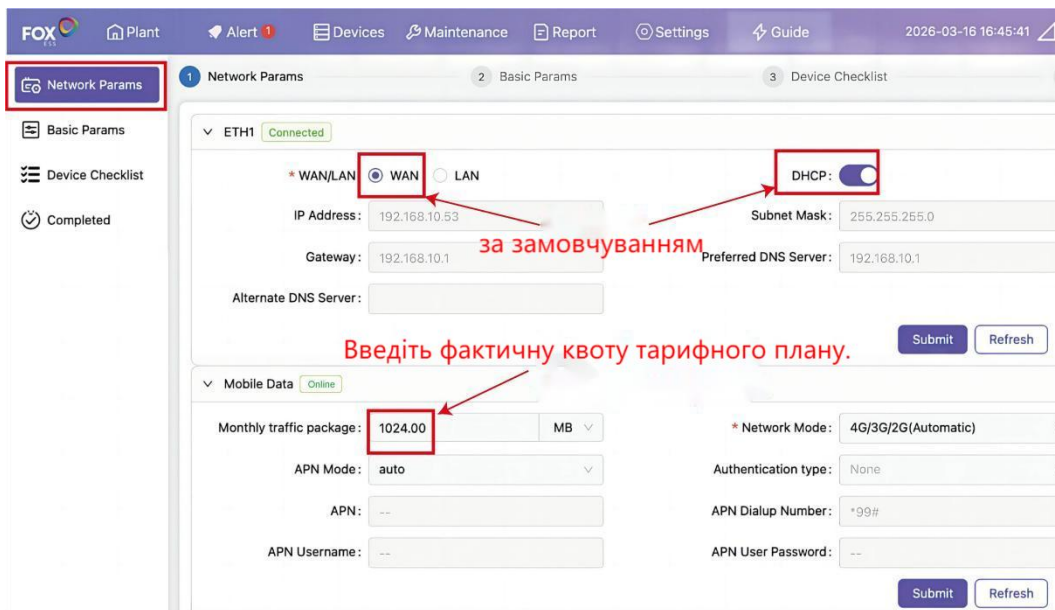 FOX ESS Plant Alert 1 Devices Maintenance Report Settings Guide 2026-03-16 16:45:41
Network Params
1 Network Params 2 Basic Params 3 Device Checklist
Basic Params
ETH1 Connected
Device Checklist
* WAN/LAN WAN LAN DHCP:
Completed
IP Address: 192.168.10.53 Subnet Mask: 255.255.255.0
за замовчуванням
Gateway: 192.168.10.1 Preferred DNS Server: 192.168.10.1
Alternate DNS Server:
Submit Refresh
Введіть фактичну квоту тарифного плану.
Mobile Data Online
Monthly traffic package: 1024.00 MB * Network Mode: 4G/3G/2G(Automatic)
APN Mode: auto Authentication type: None
APN: -- APN Dialup Number: *99#
APN Username: -- APN User Password: --
Submit Refresh